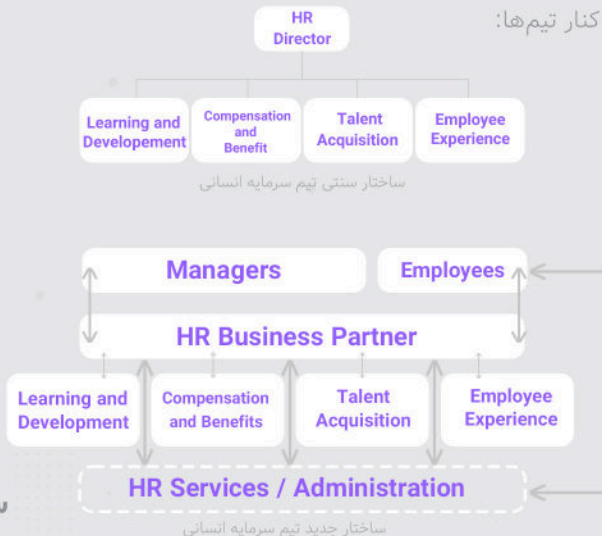 کنار تیم‌ها:
HR
Director
Learning and
Developement
Compensation
and
Benefit
Talent
Acquisition
Employee
Experience
ساختار سنتی تیم سرمایه انسانی
Managers
Employees
HR Business Partner
Learning and
Development
Compensation
and Benefits
Talent
Acquisition
Employee
Experience
HR Services / Administration
ساختار جدید تیم سرمایه انسانی